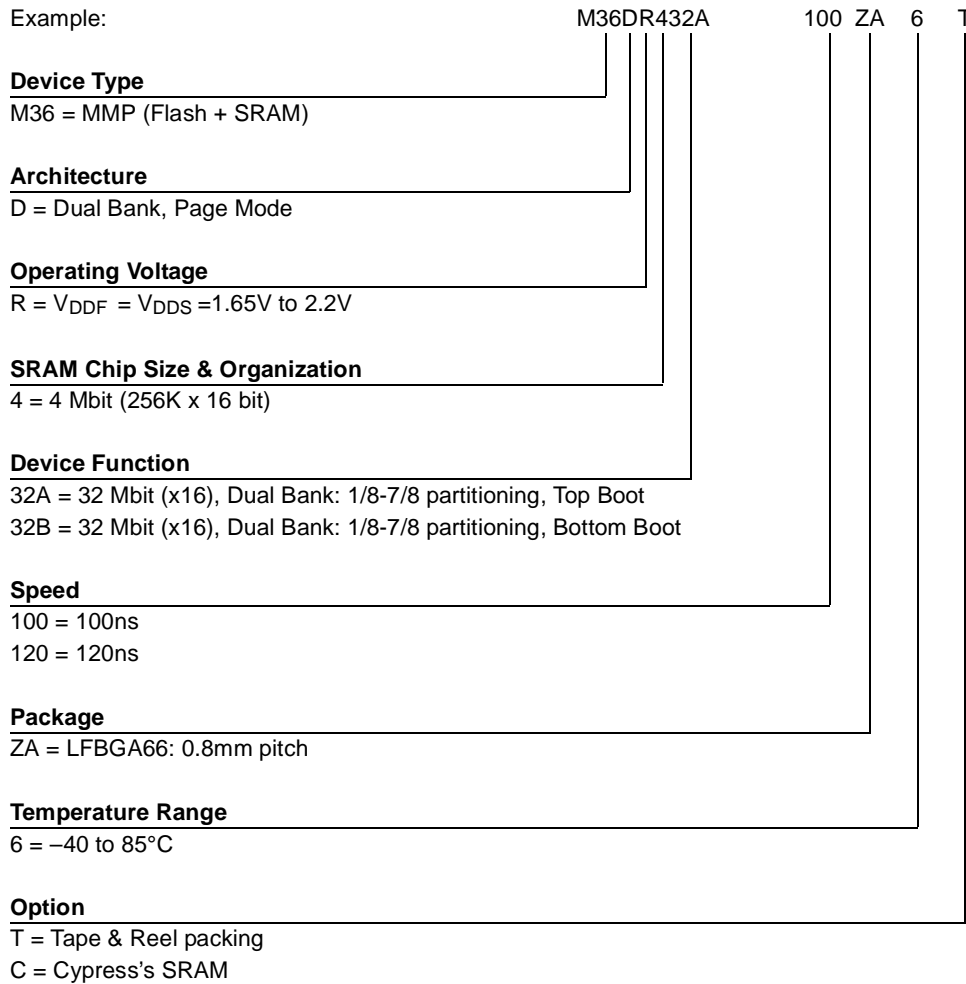 Example: M36DR432A 100 ZA 6 T
Device Type
M36 = MMP (Flash + SRAM)
Architecture
D = Dual Bank, Page Mode
Operating Voltage
R = VDDF = VDDS =1.65V to 2.2V
SRAM Chip Size & Organization
4 = 4 Mbit (256K x 16 bit)
Device Function
32A = 32 Mbit (x16), Dual Bank: 1/8-7/8 partitioning, Top Boot
32B = 32 Mbit (x16), Dual Bank: 1/8-7/8 partitioning, Bottom Boot
Speed
100 = 100ns
120 = 120ns
Package
ZA = LFBGA66: 0.8mm pitch
Temperature Range
6 = –40 to 85°C
Option
T = Tape & Reel packing
C = Cypress's SRAM